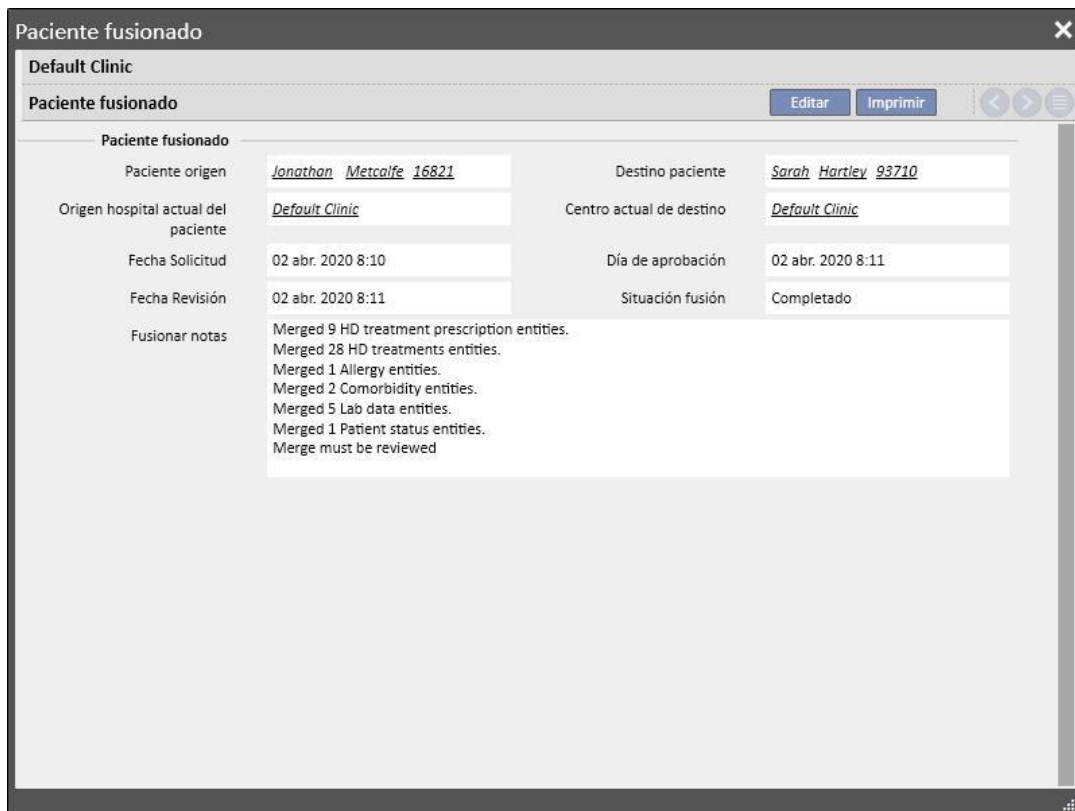 Paciente fusionado
Default Clinic
Paciente fusionado
Editar
Imprimir
Paciente fusionado
Paciente origen
Jonathan Metcalfe 16821
Destino paciente
Sarah Hartley 93710
Origen hospital actual del
paciente
Default Clinic
Centro actual de destino
Default Clinic
Fecha Solicitud
02 abr. 2020 8:10
Día de aprobación
02 abr. 2020 8:11
Fecha Revisión
02 abr. 2020 8:11
Situación fusión
Completado
Fusionar notas
Merged 9 HD treatment prescription entities.
Merged 28 HD treatments entities.
Merged 1 Allergy entities.
Merged 2 Comorbidity entities.
Merged 5 Lab data entities.
Merged 1 Patient status entities.
Merge must be reviewed